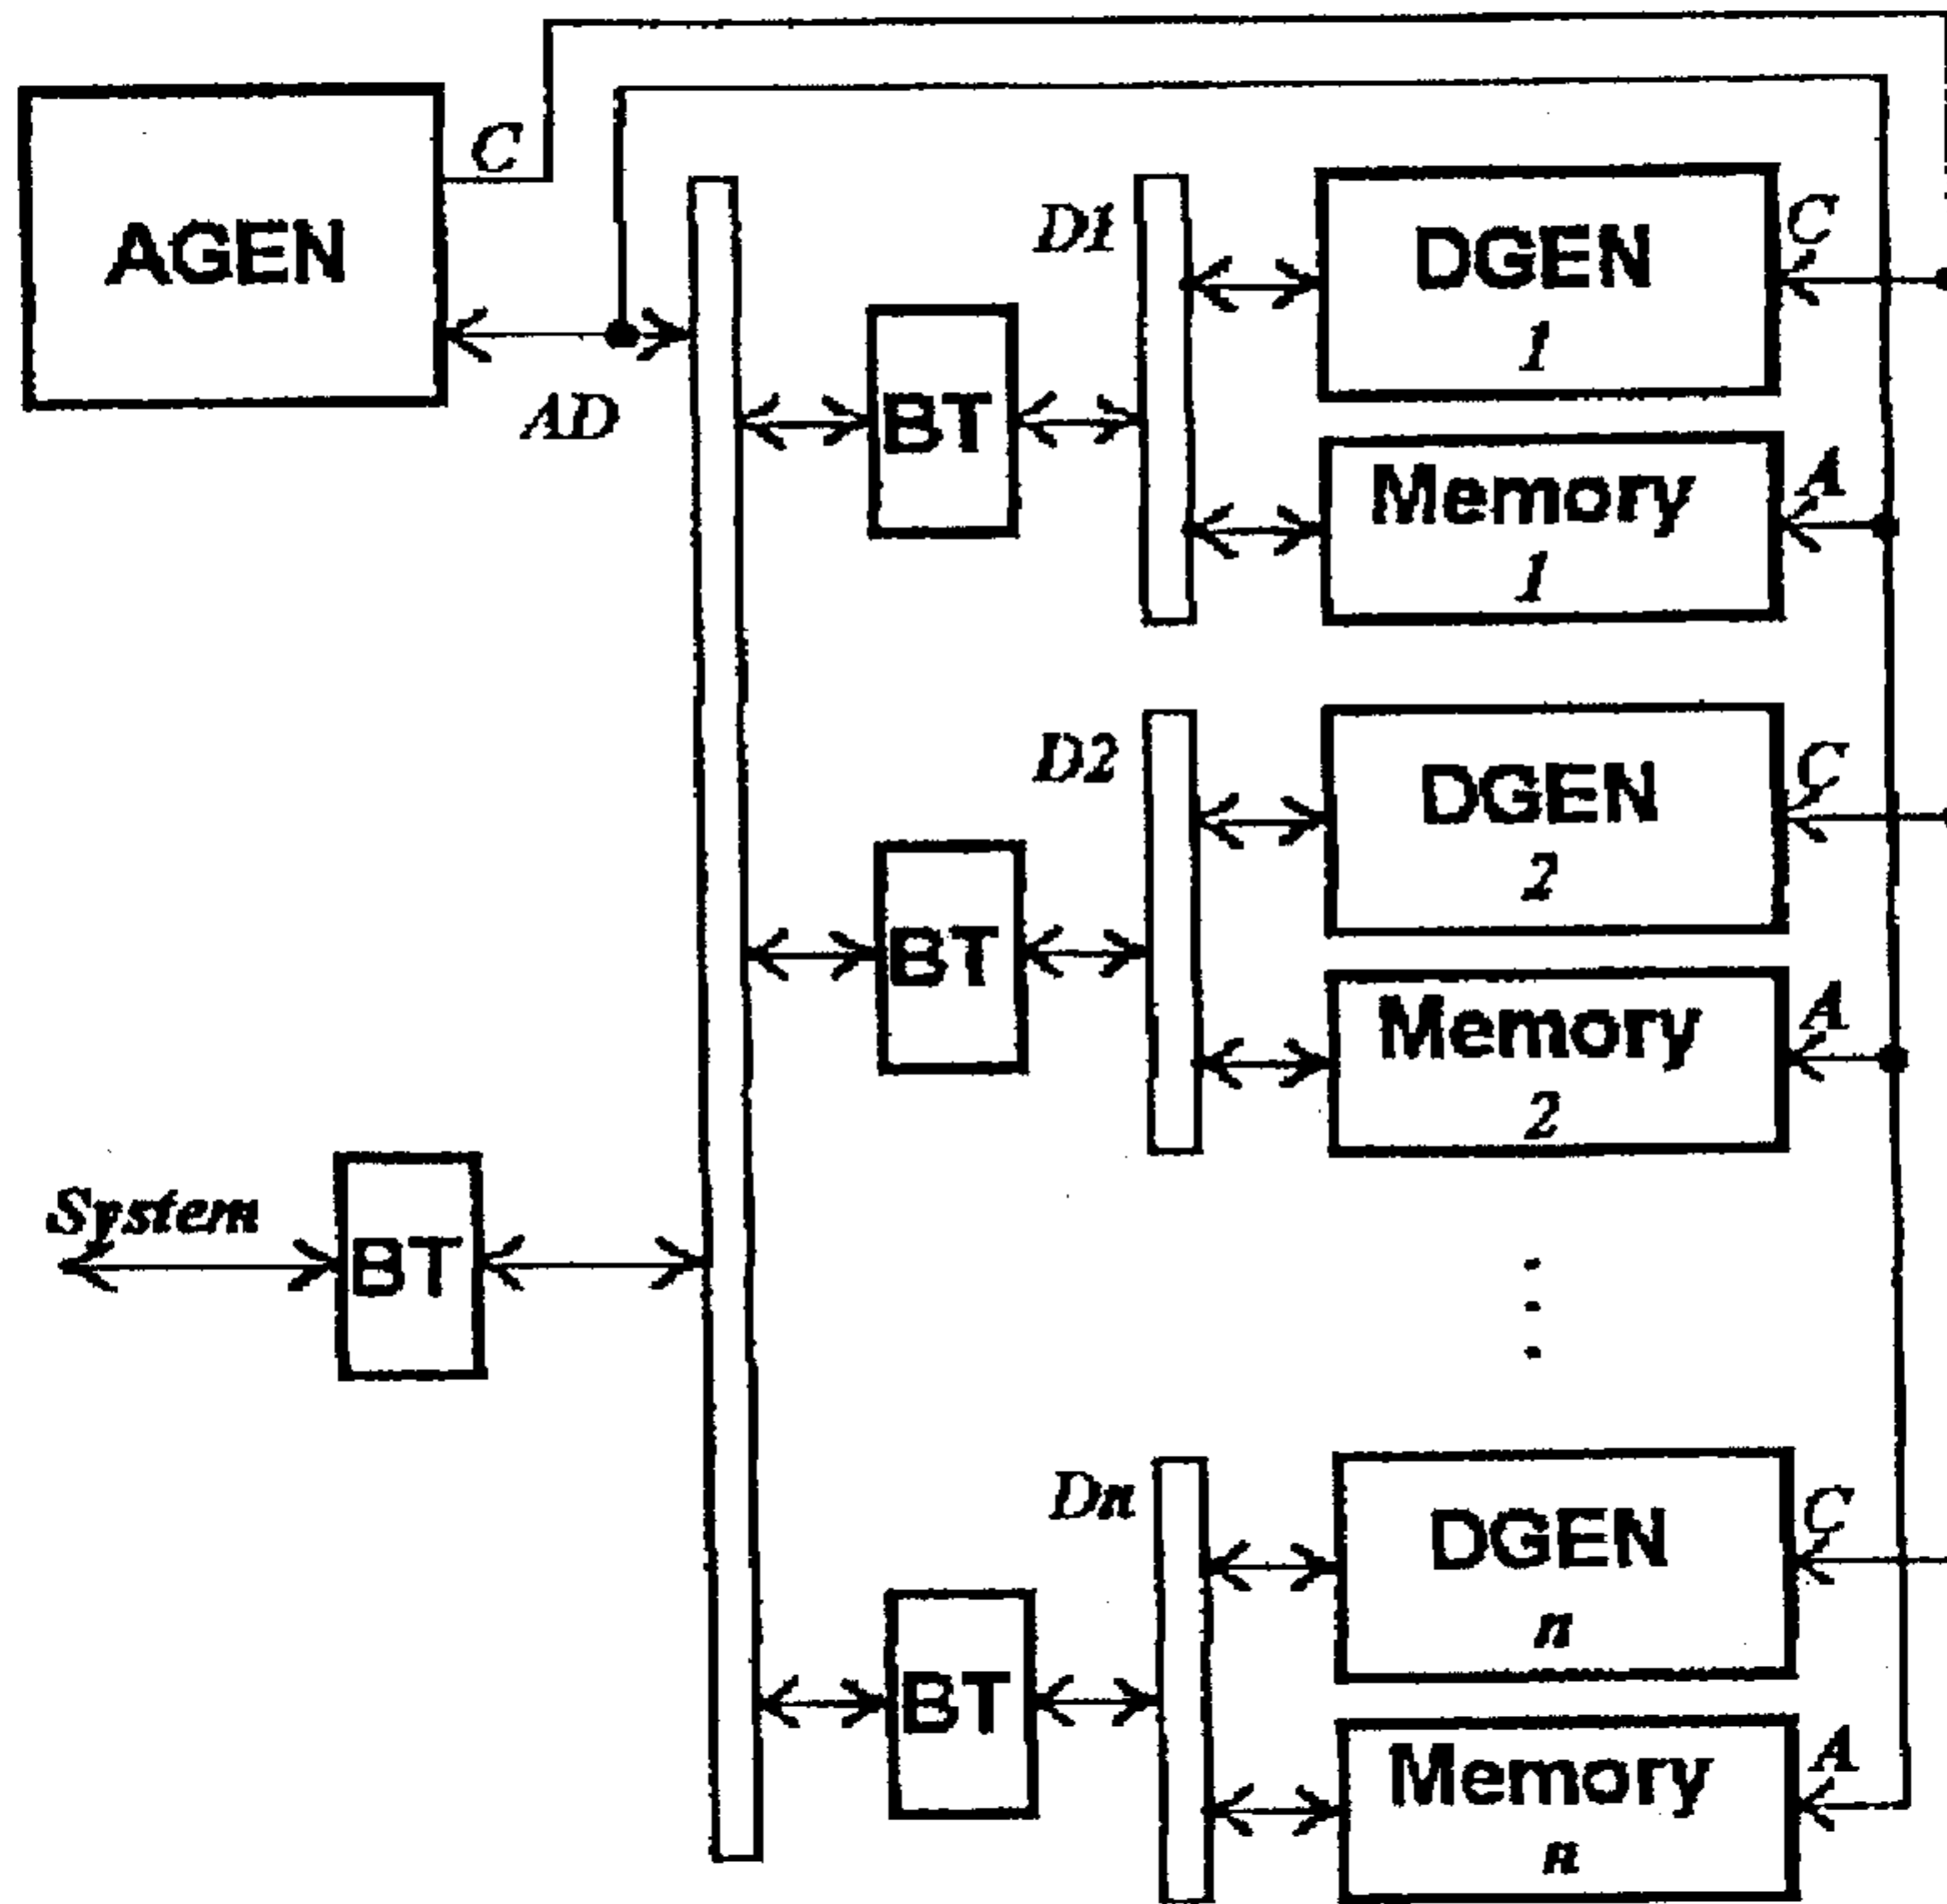 C
AGEN
AD
D1
DGEN
1
C
BT
Memory
1
A
D2
DGEN
2
C
BT
Memory
2
A
System
BT
Dn
DGEN
n
C
BT
Memory
n
A